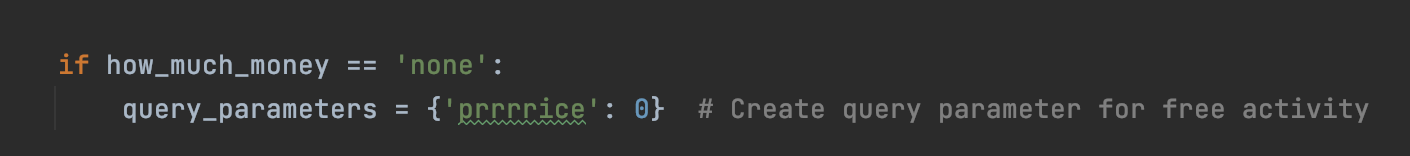 if how_much_money == 'none':
    query_parameters = {'prrrrice': 0}  # Create query parameter for free activity